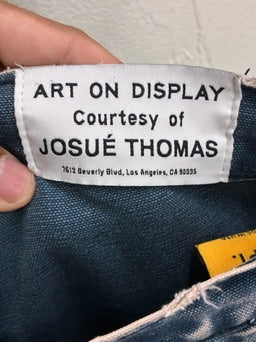 ART ON DISPLAY
Courtesy of
JOSUÉ THOMAS
7613 Beverly Blvd, Los Angeles, CA 90036